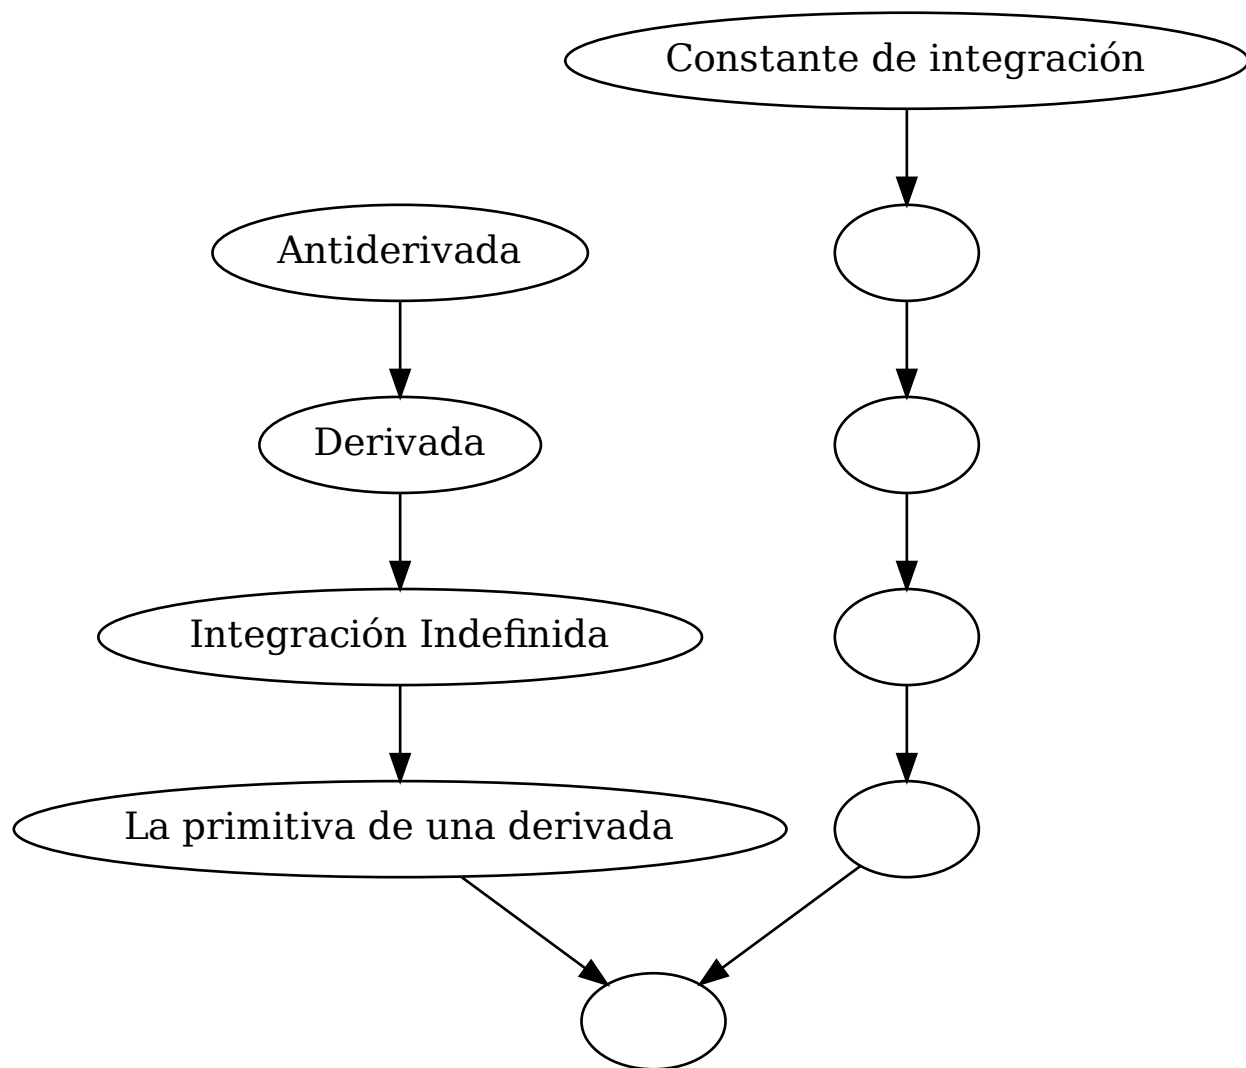 Constante de integración
Antiderivada
Derivada
Integración Indefinida
La primitiva de una derivada